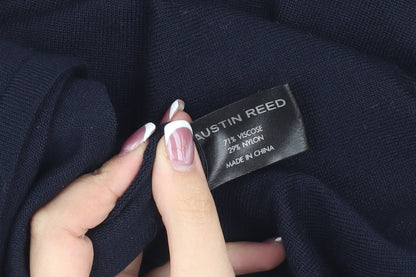 AUSTIN REED
71% VISCOSE
29% NYLON
MADE IN CHINA